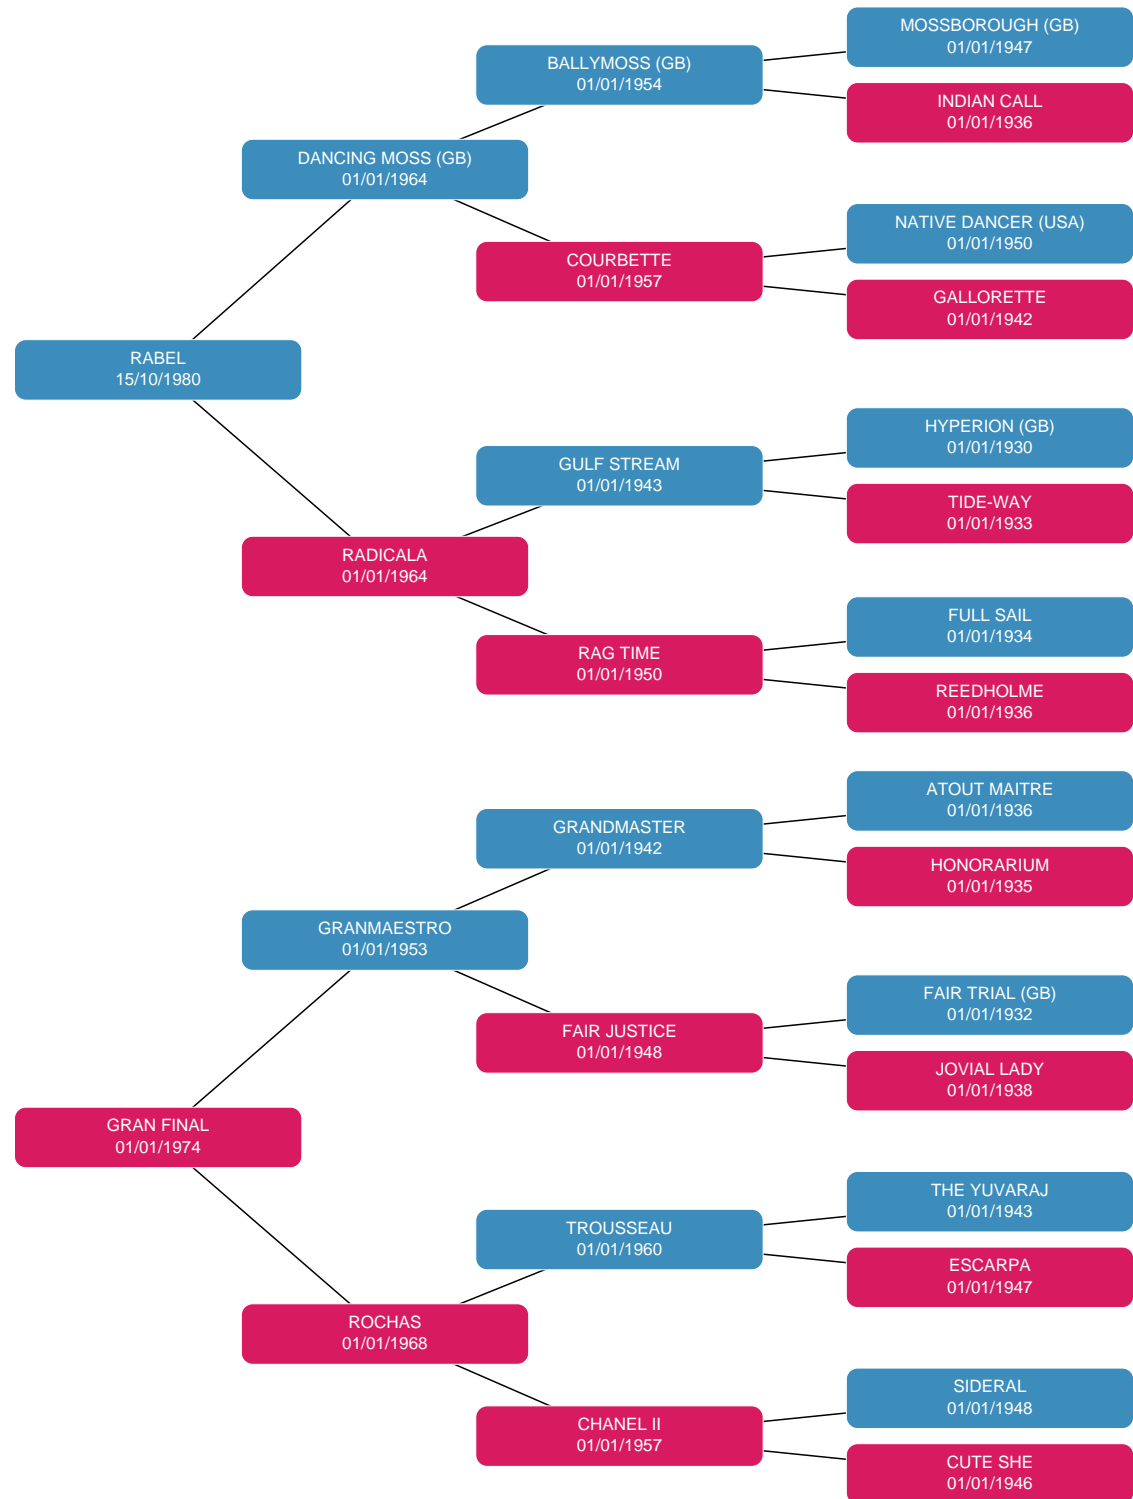 MOSSBOROUGH (GB)
01/01/1947
BALLYMOSS (GB)
01/01/1954
INDIAN CALL
01/01/1936
DANCING MOSS (GB)
01/01/1964
NATIVE DANCER (USA)
01/01/1950
COURBETTE
01/01/1957
GALLORETTE
01/01/1942
RABEL
15/10/1980
HYPERION (GB)
01/01/1930
GULF STREAM
01/01/1943
TIDE-WAY
01/01/1933
RADICALA
01/01/1964
FULL SAIL
01/01/1934
RAG TIME
01/01/1950
REEDHOLME
01/01/1936
ATOUT MAITRE
01/01/1936
GRANDMASTER
01/01/1942
HONORARIUM
01/01/1935
GRANMAESTRO
01/01/1953
FAIR TRIAL (GB)
01/01/1932
FAIR JUSTICE
01/01/1948
JOVIAL LADY
01/01/1938
GRAN FINAL
01/01/1974
THE YUVARAJ
01/01/1943
TROUSSEAU
01/01/1960
ESCARPA
01/01/1947
ROCHAS
01/01/1968
SIDERAL
01/01/1948
CHANEL II
01/01/1957
CUTE SHE
01/01/1946